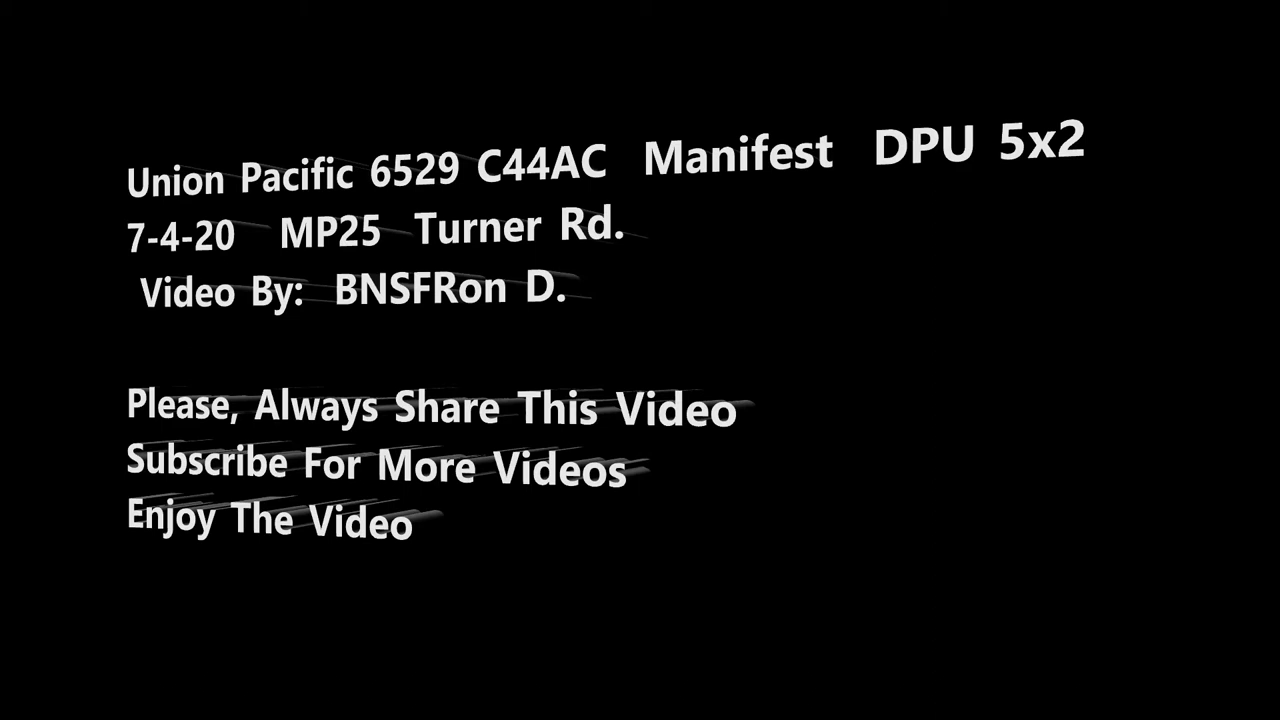 Union Pacific 6529 C44AC Manifest DPU 5x2
7-4-20 MP25 Turner Rd.
Video By: BNSFRon D.
Please, Always Share This Video
Subscribe For More Videos
Enjoy The Video